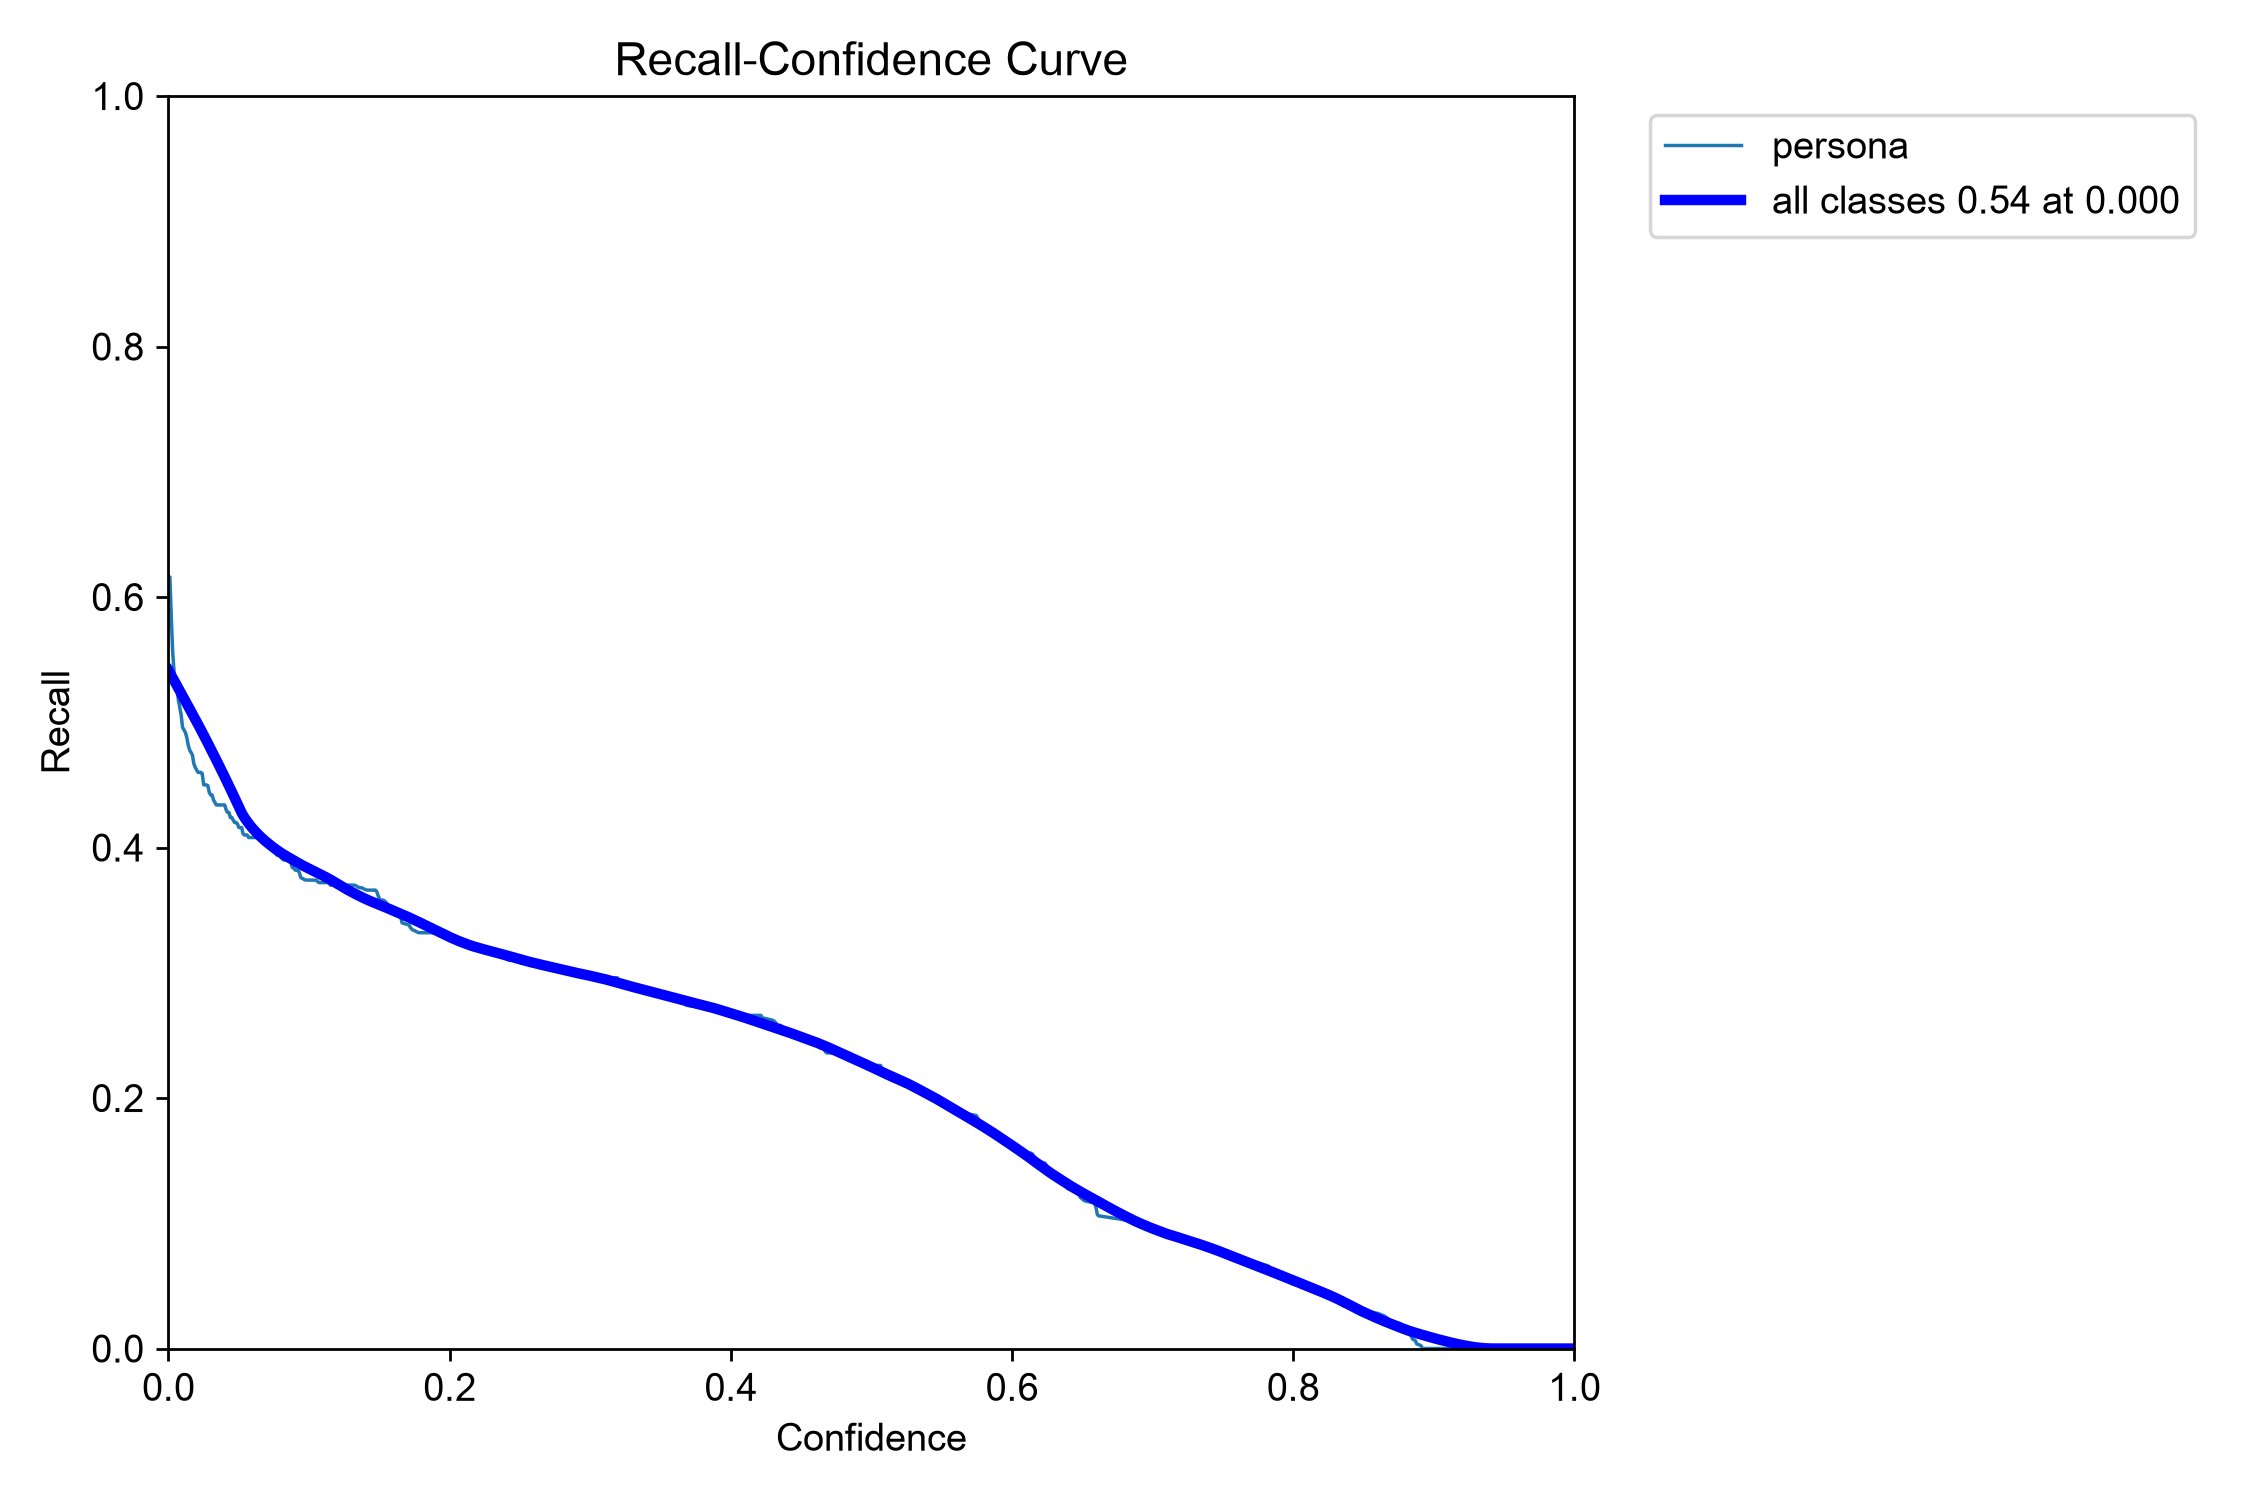 Recall-Confidence Curve
1.0
0.8
0.6
0.4
0.2
0.0
Recall
0.0 0.2 0.4 0.6 0.8 1.0
Confidence
persona
all classes 0.54 at 0.000